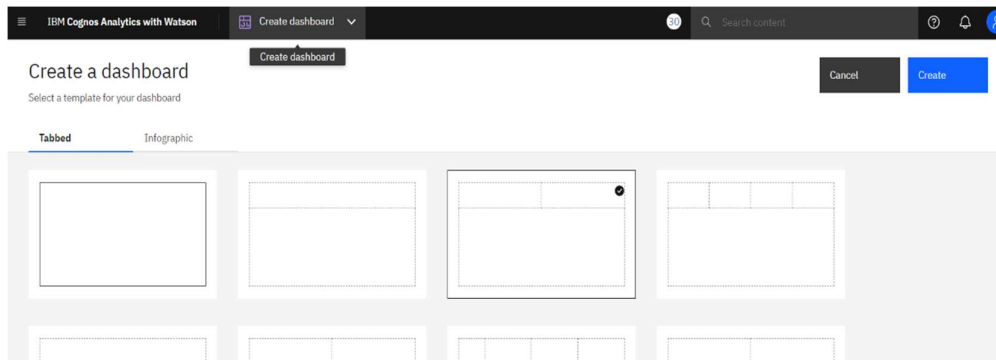 IBM Cognos Analytics with Watson
Create dashboard
30
Search content
Create dashboard
Create a dashboard
Select a template for your dashboard
Cancel
Create
Tabbed
Infographic